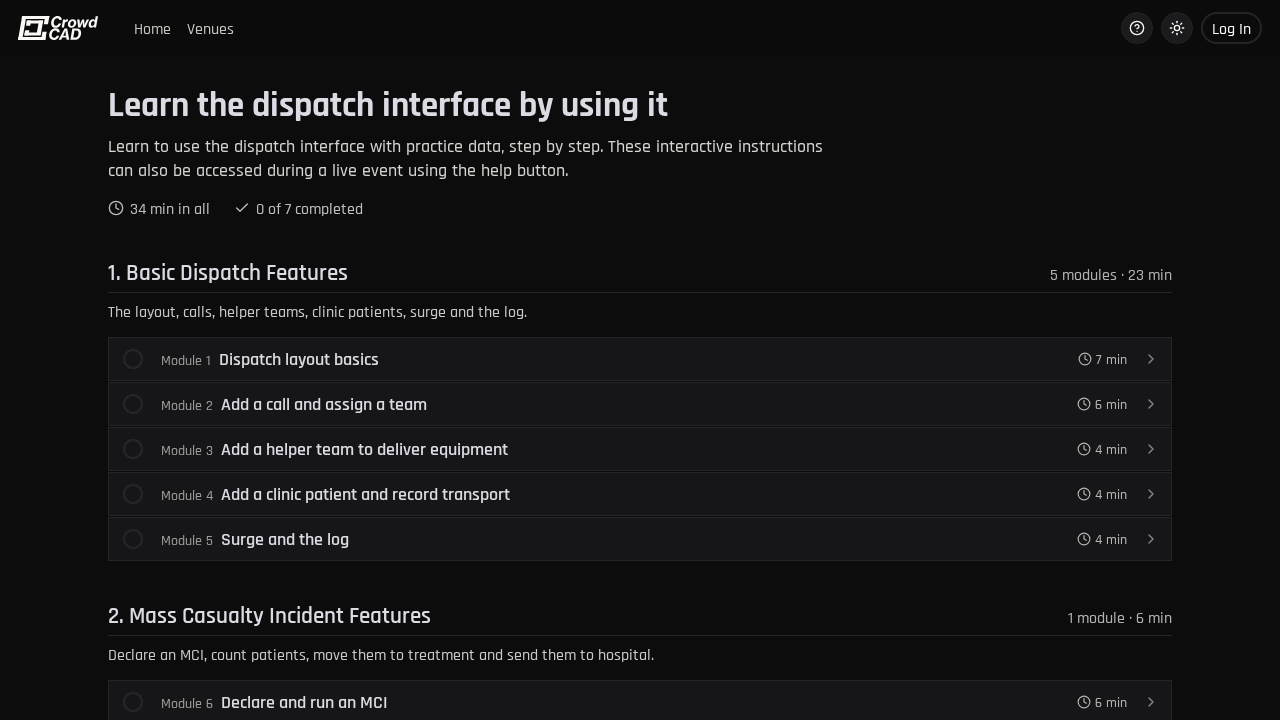 Crowd CAD
Home
Venues
Log In
Learn the dispatch interface by using it
Learn to use the dispatch interface with practice data, step by step. These interactive instructions
can also be accessed during a live event using the help button.
34 min in all
0 of 7 completed
1. Basic Dispatch Features
5 modules · 23 min
The layout, calls, helper teams, clinic patients, surge and the log.
Module 1 Dispatch layout basics 7 min
Module 2 Add a call and assign a team 6 min
Module 3 Add a helper team to deliver equipment 4 min
Module 4 Add a clinic patient and record transport 4 min
Module 5 Surge and the log 4 min
2. Mass Casualty Incident Features
1 module · 6 min
Declare an MCI, count patients, move them to treatment and send them to hospital.
Module 6 Declare and run an MCI 6 min